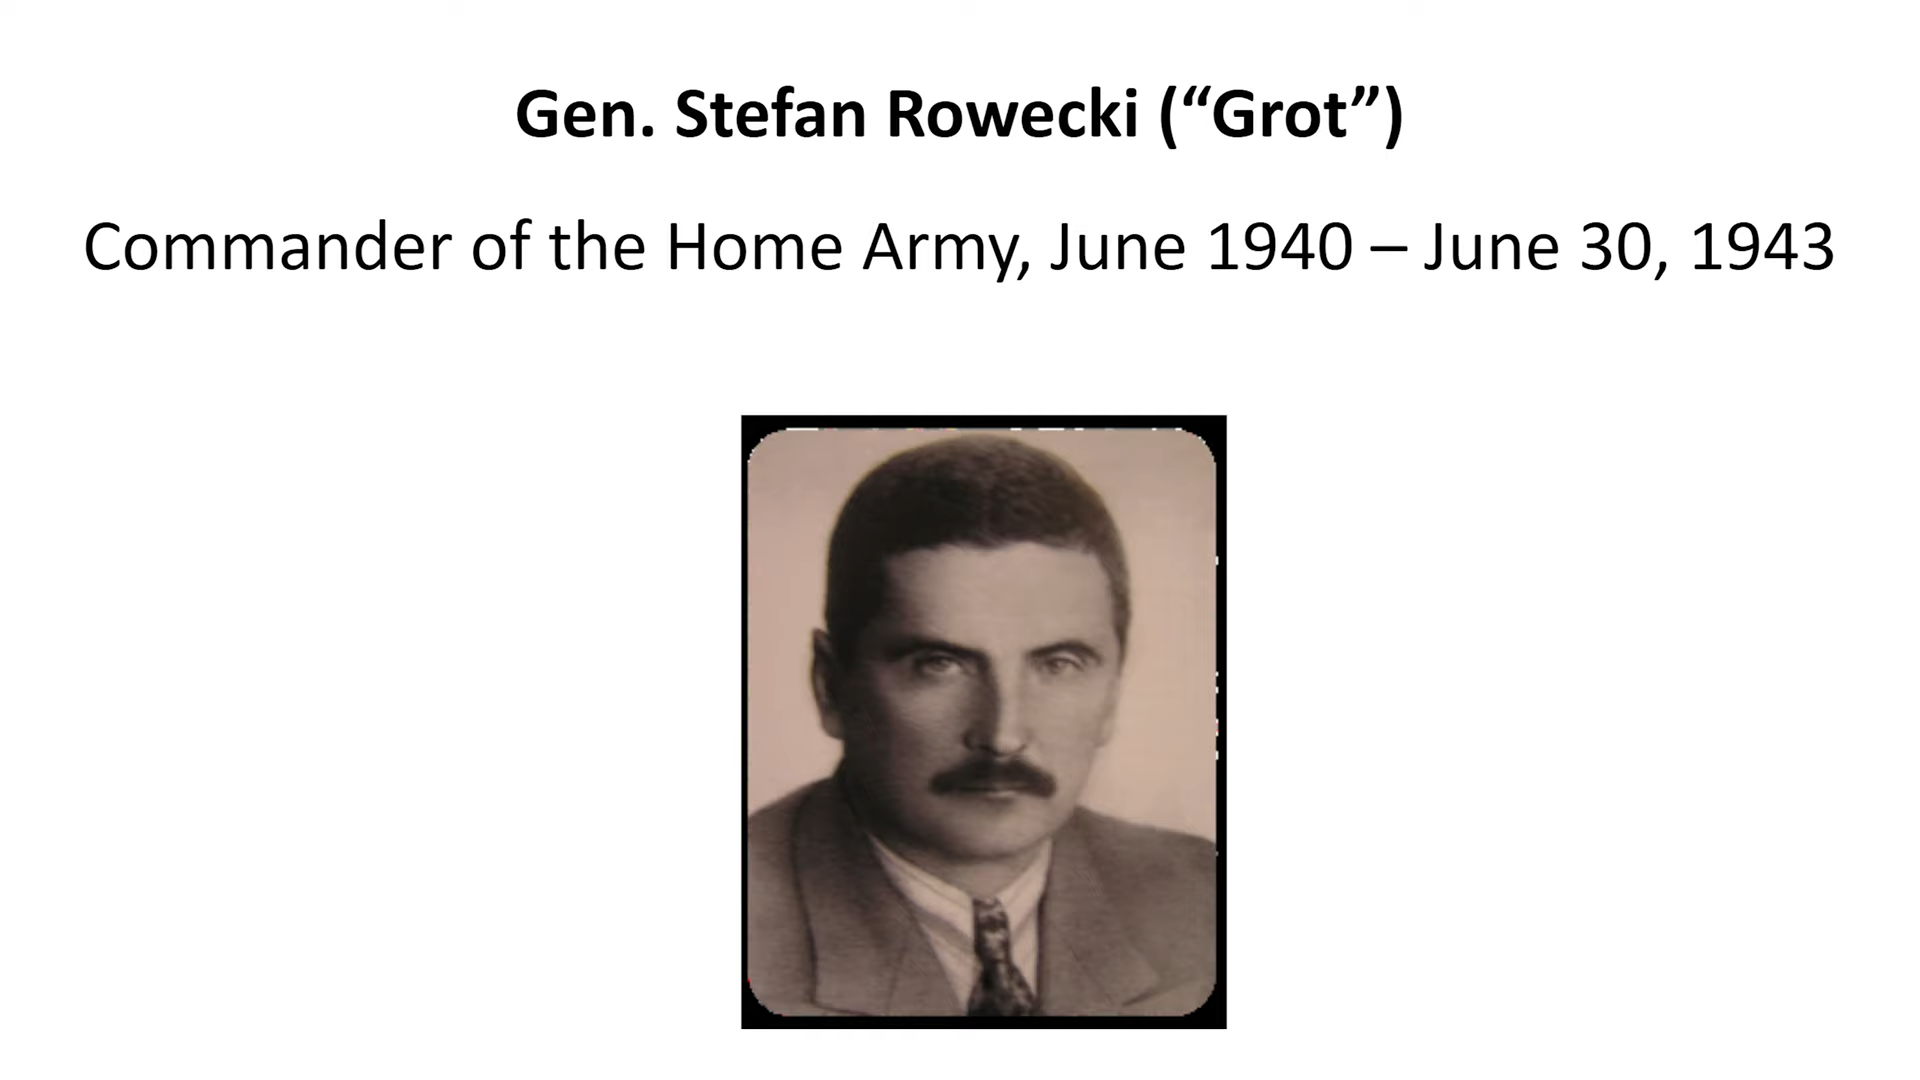 Gen. Stefan Rowecki (“Grot”)
Commander of the Home Army, June 1940 – June 30, 1943